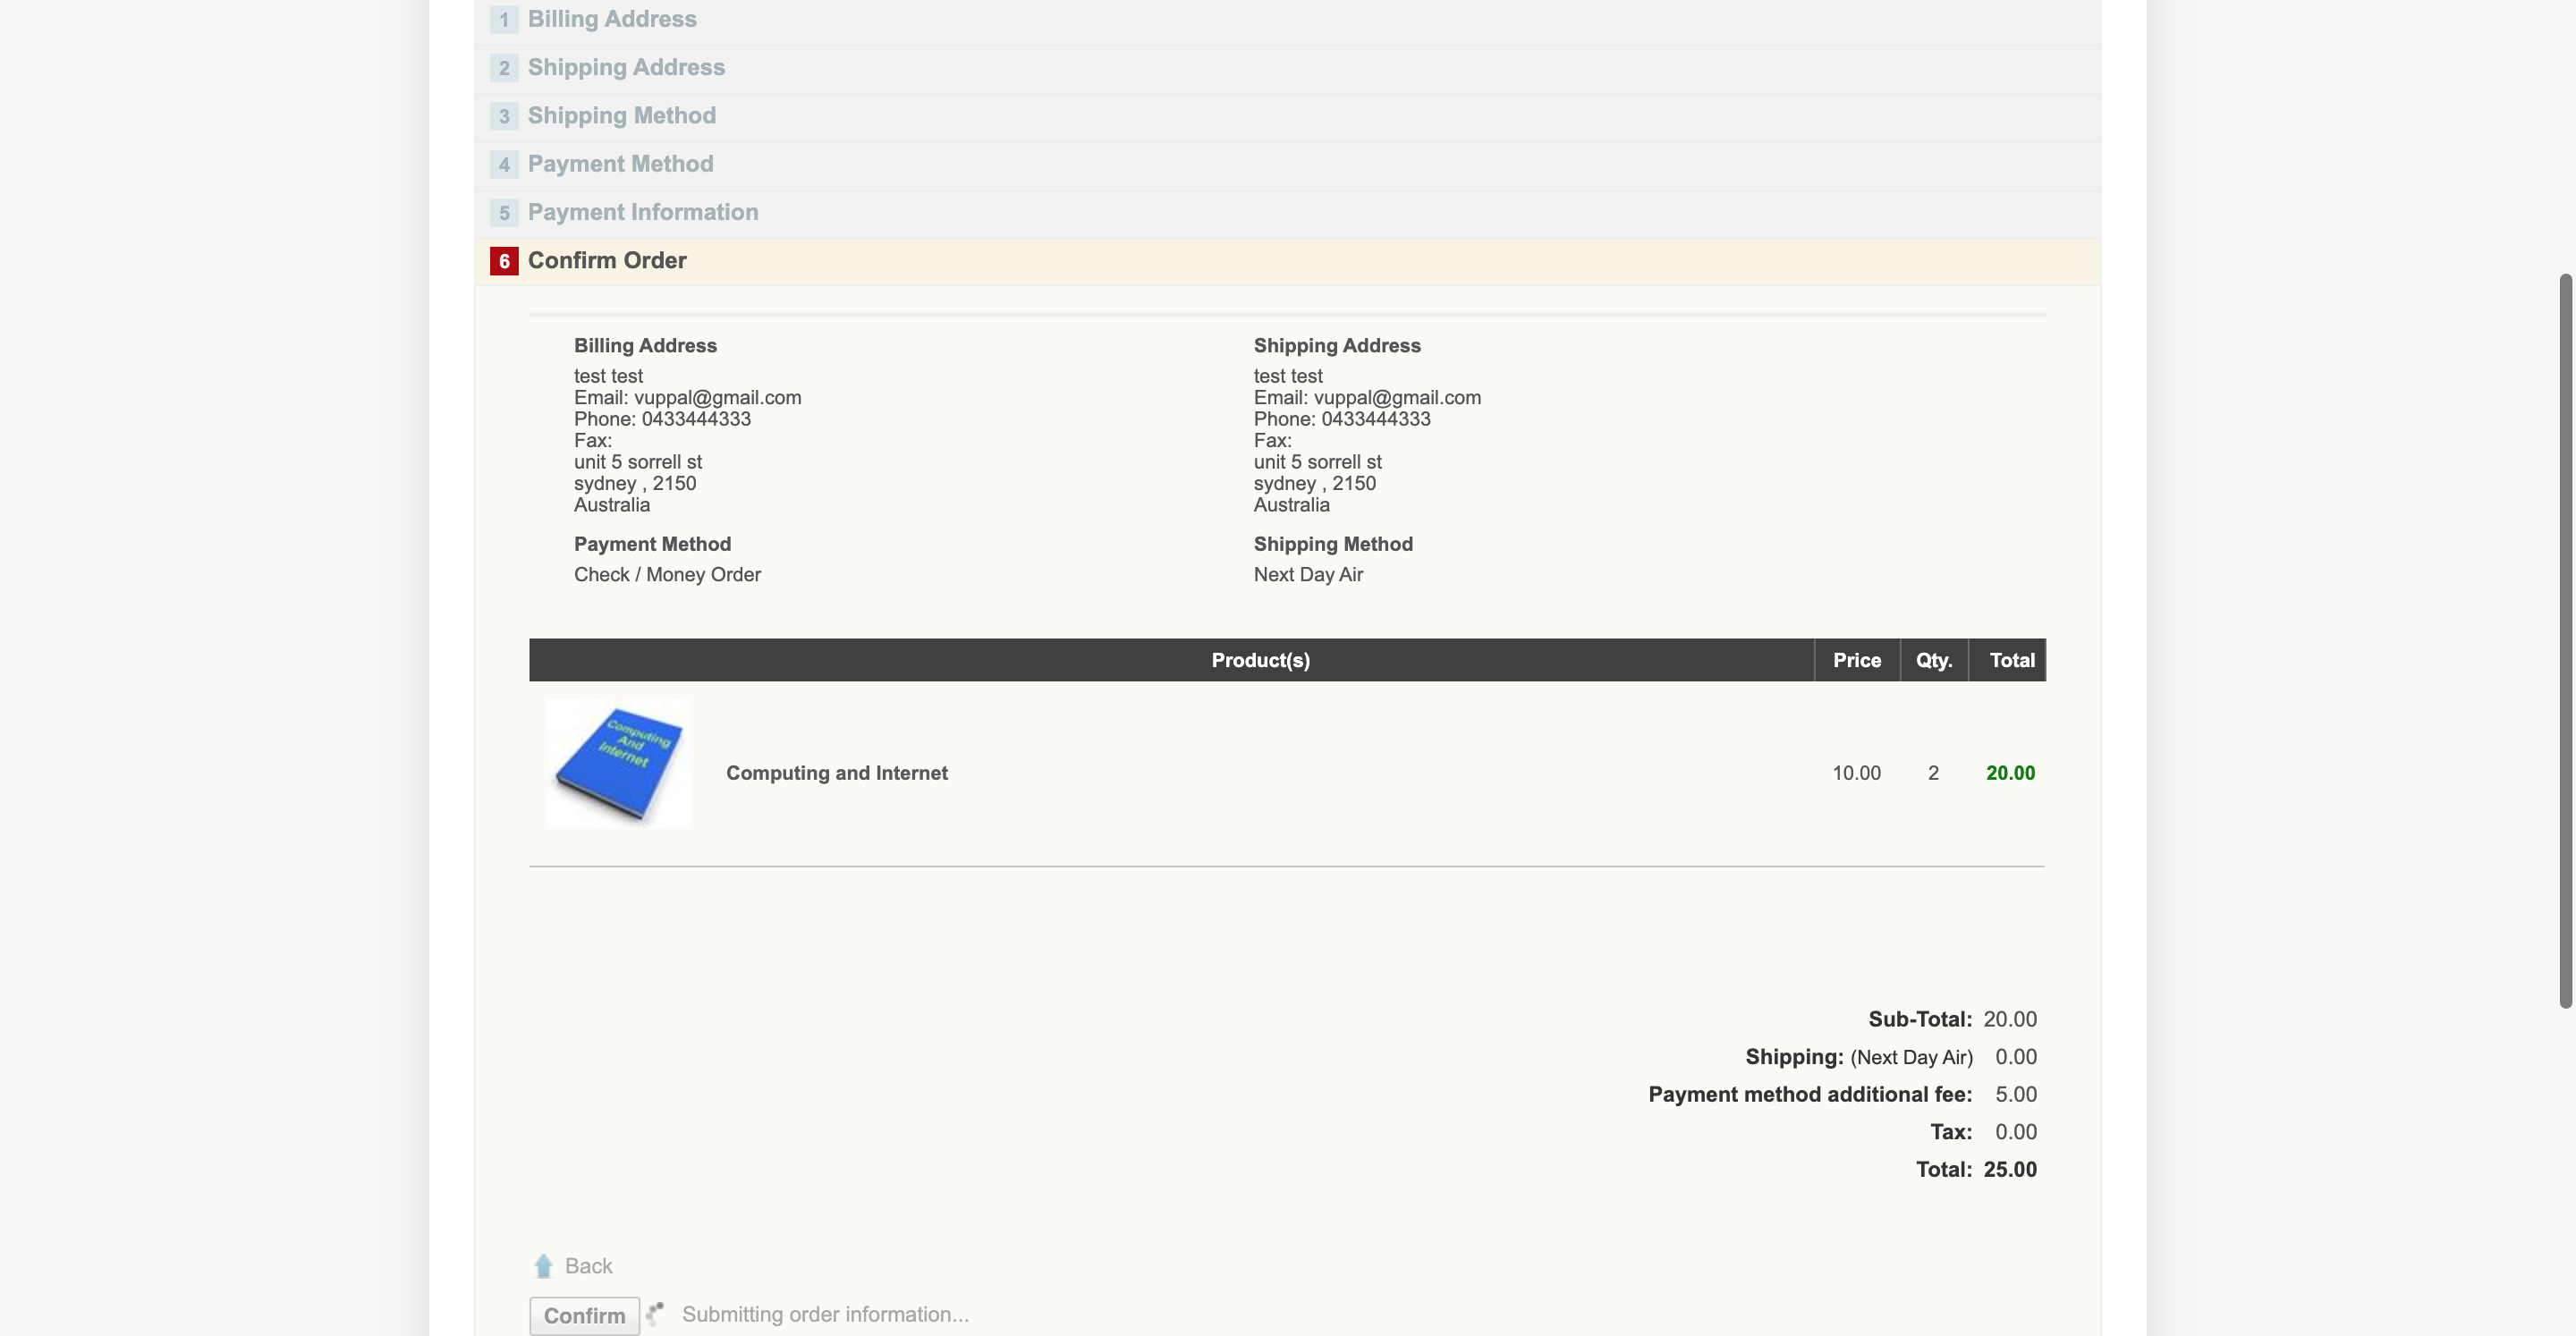 1 Billing Address
2 Shipping Address
3 Shipping Method
4 Payment Method
5 Payment Information
6 Confirm Order
Billing Address
test test
Email: vuppal@gmail.com
Phone: 0433444333
Fax:
unit 5 sorrell st
sydney , 2150
Australia
Payment Method
Check / Money Order
Shipping Address
test test
Email: vuppal@gmail.com
Phone: 0433444333
Fax:
unit 5 sorrell st
sydney , 2150
Australia
Shipping Method
Next Day Air
Product(s) Price Qty. Total
Computing
And
Internet
Computing and Internet 10.00 2 20.00
Sub-Total: 20.00
Shipping: (Next Day Air) 0.00
Payment method additional fee: 5.00
Tax: 0.00
Total: 25.00
Back
Confirm Submitting order information...